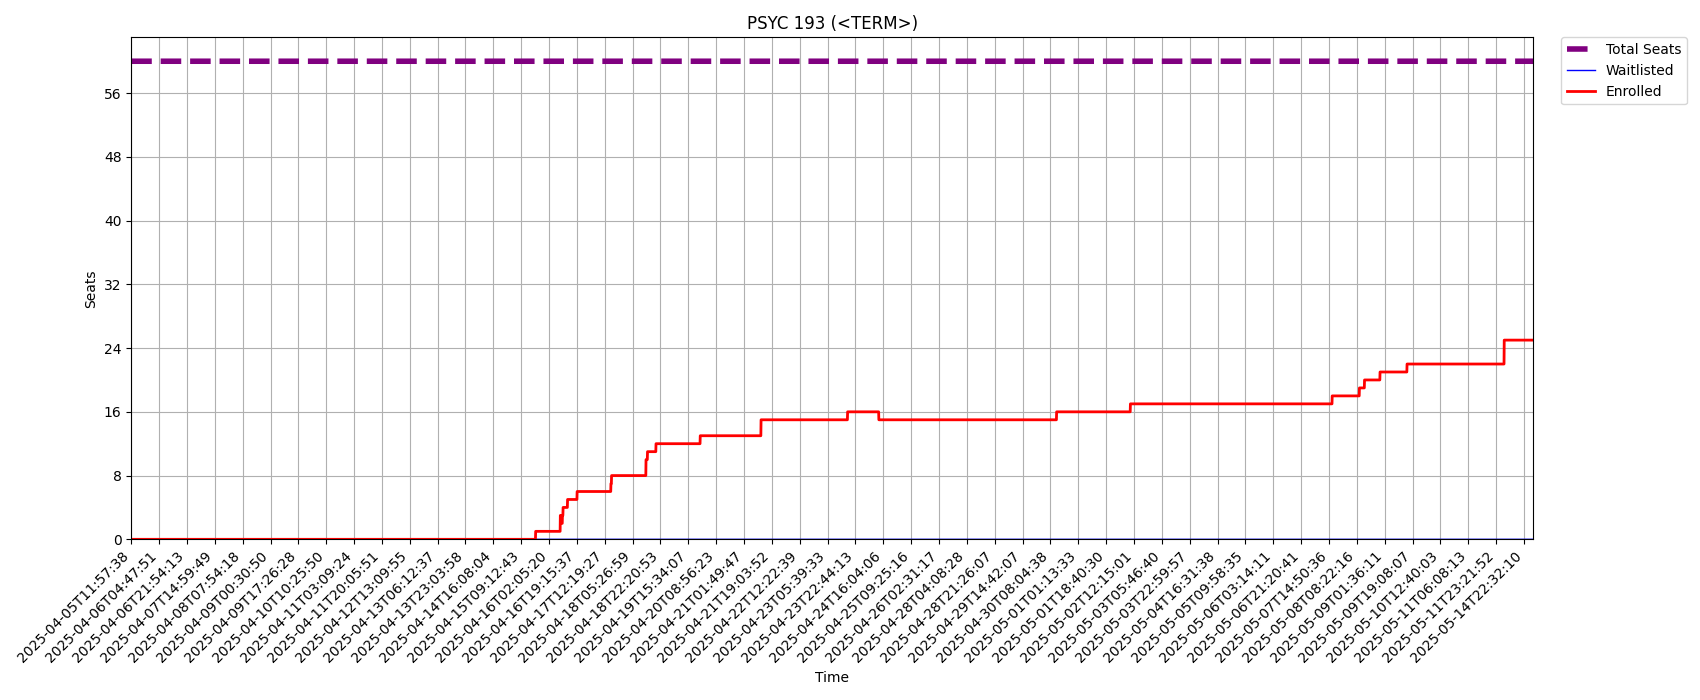 PSYC 193 (<TERM>)
Total Seats
Waitlisted
Enrolled
Seats
56
48
40
32
24
16
8
0
2025-04-05T11:57:38
2025-04-06T04:47:51
2025-04-06T21:54:13
2025-04-07T14:59:49
2025-04-08T07:54:18
2025-04-09T00:30:50
2025-04-09T17:26:28
2025-04-10T10:25:50
2025-04-11T03:09:24
2025-04-11T20:05:51
2025-04-12T13:09:55
2025-04-13T06:12:37
2025-04-13T23:03:58
2025-04-14T16:08:04
2025-04-15T09:12:43
2025-04-16T02:05:20
2025-04-16T19:15:37
2025-04-17T12:19:27
2025-04-18T05:26:59
2025-04-18T22:20:53
2025-04-19T15:34:07
2025-04-20T08:56:23
2025-04-21T01:49:47
2025-04-21T19:03:52
2025-04-22T12:22:39
2025-04-23T05:39:33
2025-04-23T22:44:13
2025-04-24T16:04:06
2025-04-25T09:25:16
2025-04-26T02:31:17
2025-04-28T04:08:28
2025-04-28T21:26:07
2025-04-29T14:42:07
2025-04-30T08:04:38
2025-05-01T01:13:33
2025-05-01T18:40:30
2025-05-02T12:15:01
2025-05-03T05:46:40
2025-05-03T22:59:57
2025-05-04T16:31:38
2025-05-05T09:58:35
2025-05-06T03:14:11
2025-05-06T21:20:41
2025-05-07T14:50:36
2025-05-08T08:22:16
2025-05-09T01:36:11
2025-05-09T19:08:07
2025-05-10T12:40:03
2025-05-11T06:08:13
2025-05-11T23:21:52
2025-05-14T22:32:10
Time